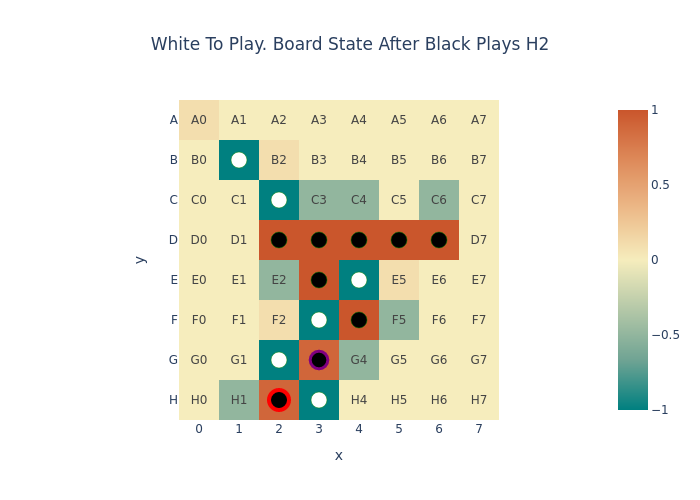 White To Play. Board State After Black Plays H2
A A0 A1 A2 A3 A4 A5 A6 A7
B B0 B2 B3 B4 B5 B6 B7
C C0 C1 C3 C4 C5 C6 C7
D D0 D1 D7
E E0 E1 E2 E5 E6 E7
F F0 F1 F2 F5 F6 F7
G G0 G1 G4 G5 G6 G7
H H0 H1 H4 H5 H6 H7
0 1 2 3 4 5 6 7
x
y
1
0.5
0
−0.5
−1